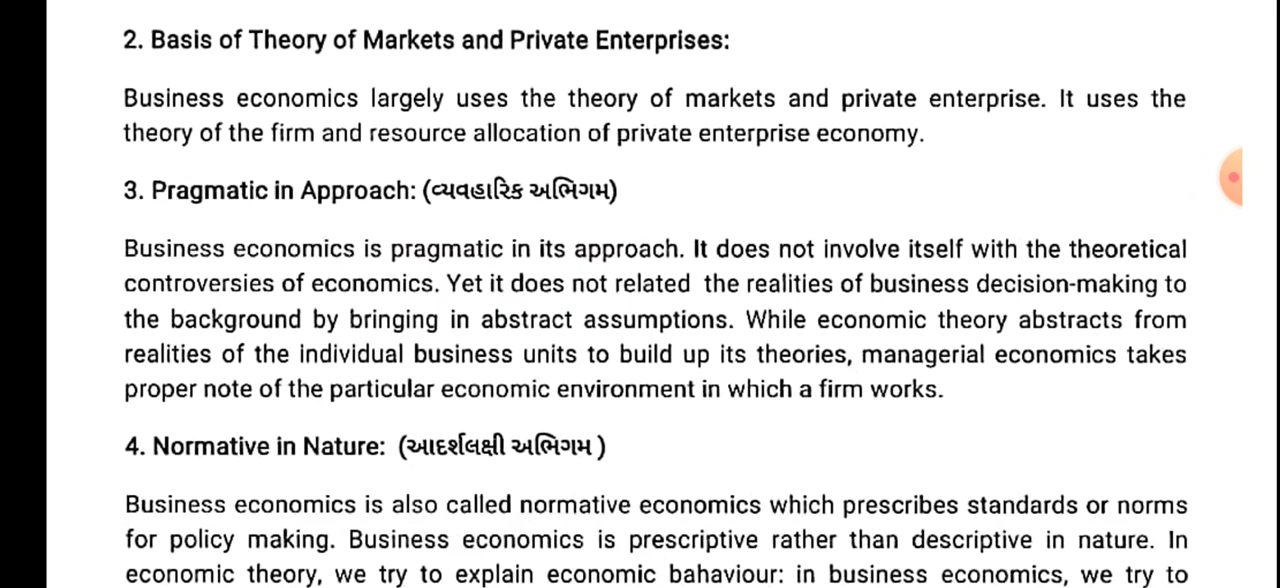 2. Basis of Theory of Markets and Private Enterprises:
Business economics largely uses the theory of markets and private enterprise. It uses the
theory of the firm and resource allocation of private enterprise economy.
3. Pragmatic in Approach: (વ્યવહારિક અભિગમ)
Business economics is pragmatic in its approach. It does not involve itself with the theoretical
controversies of economics. Yet it does not related the realities of business decision-making to
the background by bringing in abstract assumptions. While economic theory abstracts from
realities of the individual business units to build up its theories, managerial economics takes
proper note of the particular economic environment in which a firm works.
4. Normative in Nature: (આદર્શલક્ષી અભિગમ )
Business economics is also called normative economics which prescribes standards or norms
for policy making. Business economics is prescriptive rather than descriptive in nature. In
economic theory, we try to explain economic bahaviour: in business economics, we try to